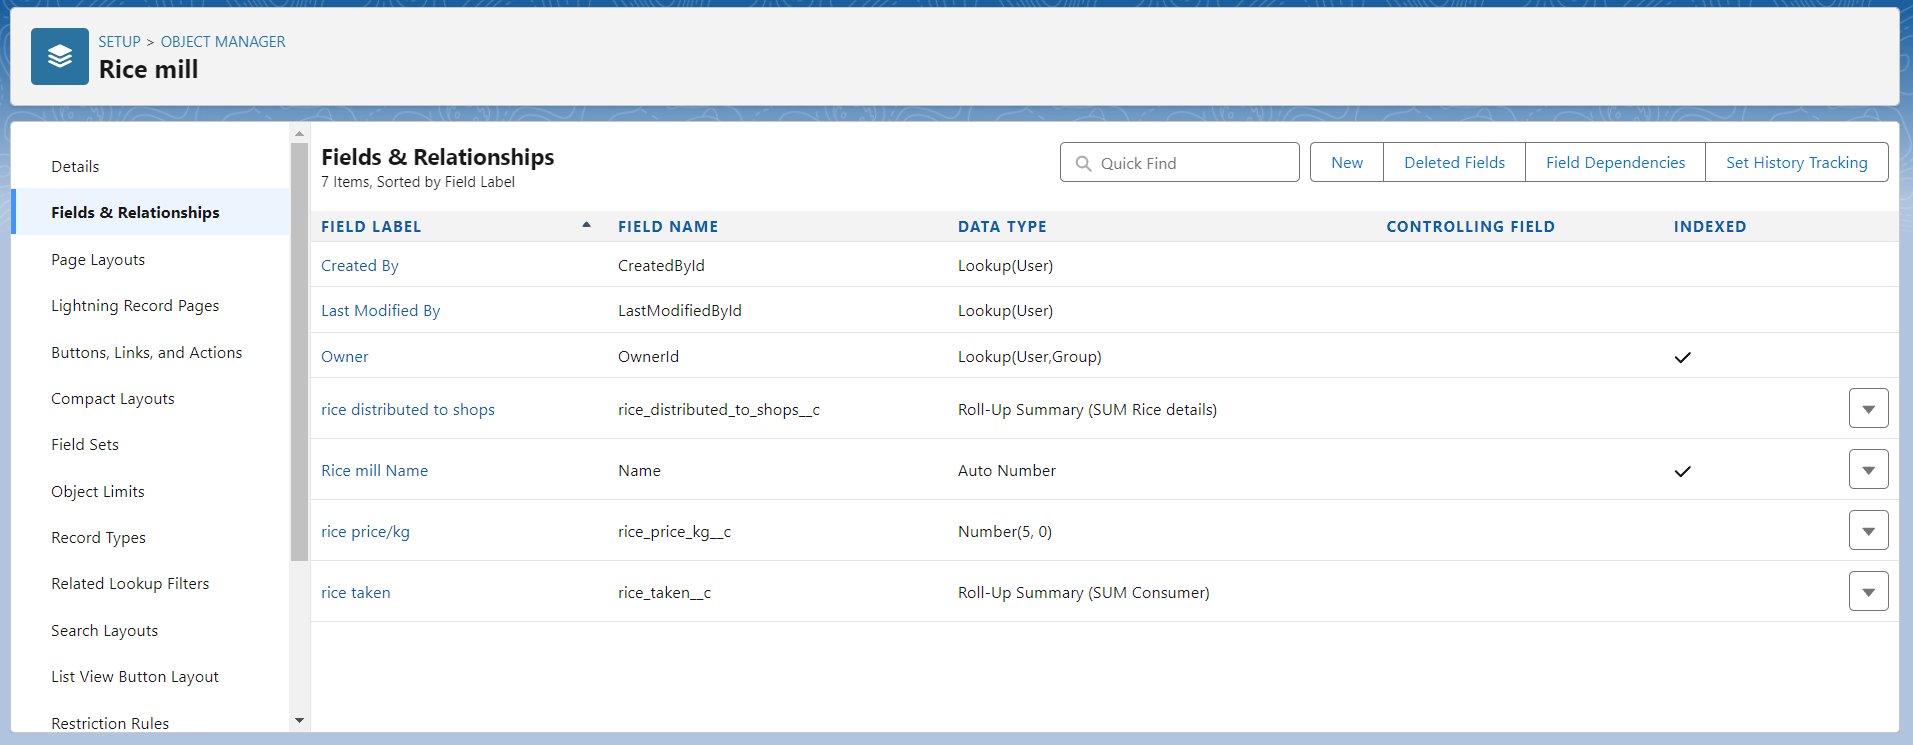 SETUP > OBJECT MANAGER
Rice mill
Details
Fields & Relationships
Page Layouts
Lightning Record Pages
Buttons, Links, and Actions
Compact Layouts
Field Sets
Object Limits
Record Types
Related Lookup Filters
Search Layouts
List View Button Layout
Restriction Rules
Fields & Relationships
7 Items, Sorted by Field Label
Quick Find
New
Deleted Fields
Field Dependencies
Set History Tracking
FIELD LABEL FIELD NAME DATA TYPE CONTROLLING FIELD INDEXED
Created By CreatedById Lookup(User)
Last Modified By LastModifiedById Lookup(User)
Owner OwnerId Lookup(User,Group)
rice distributed to shops rice_distributed_to_shops__c Roll-Up Summary (SUM Rice details)
Rice mill Name Name Auto Number
rice price/kg rice_price_kg__c Number(5, 0)
rice taken rice_taken__c Roll-Up Summary (SUM Consumer)